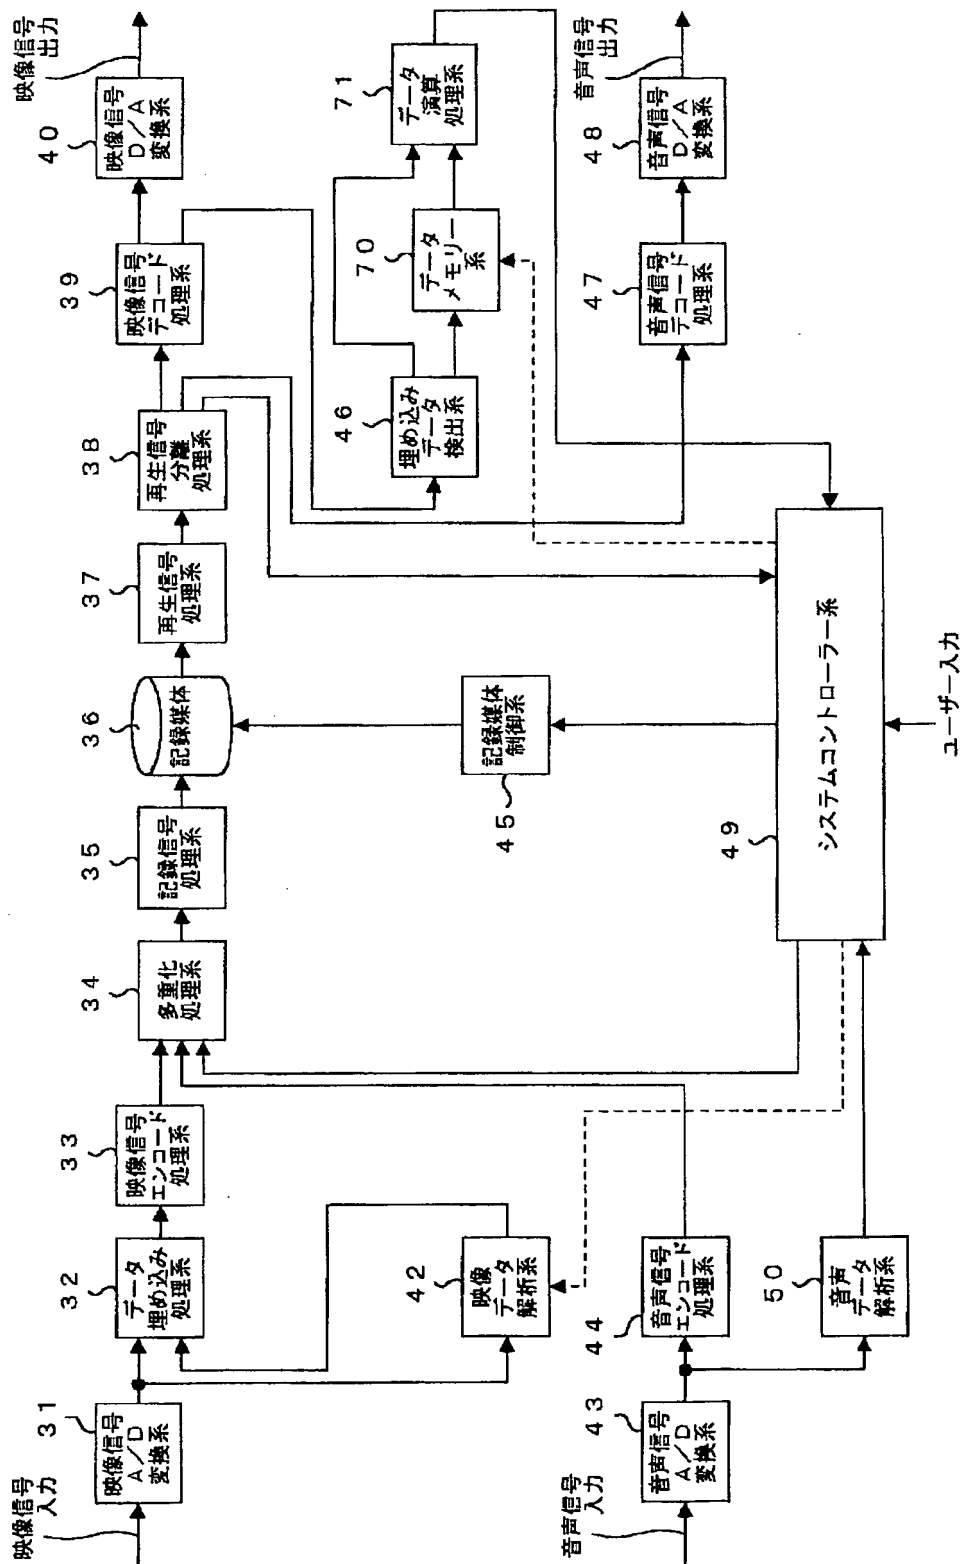 映像信号
入力
31
映像信号
A/D
変換系
32
データ
埋め込み
処理系
33
映像信号
エンコード
処理系
34
多重化
処理系
35
記録信号
処理系
36
記録媒体
37
再生信号
処理系
38
再生信号
分離
処理系
39
映像信号
デコード
処理系
40
映像信号
D/A
変換系
映像信号
出力
42
映像
データ
解析系
45
記録媒体
制御系
46
埋め込み
データ
検出系
70
データ
メモリー
系
71
データ
演算
処理系
音声信号
入力
43
音声信号
A/D
変換系
44
音声信号
エンコード
処理系
47
音声信号
デコード
処理系
48
音声信号
D/A
変換系
音声信号
出力
50
音声
データ
解析系
49
システムコントローラー系
ユーザー入力